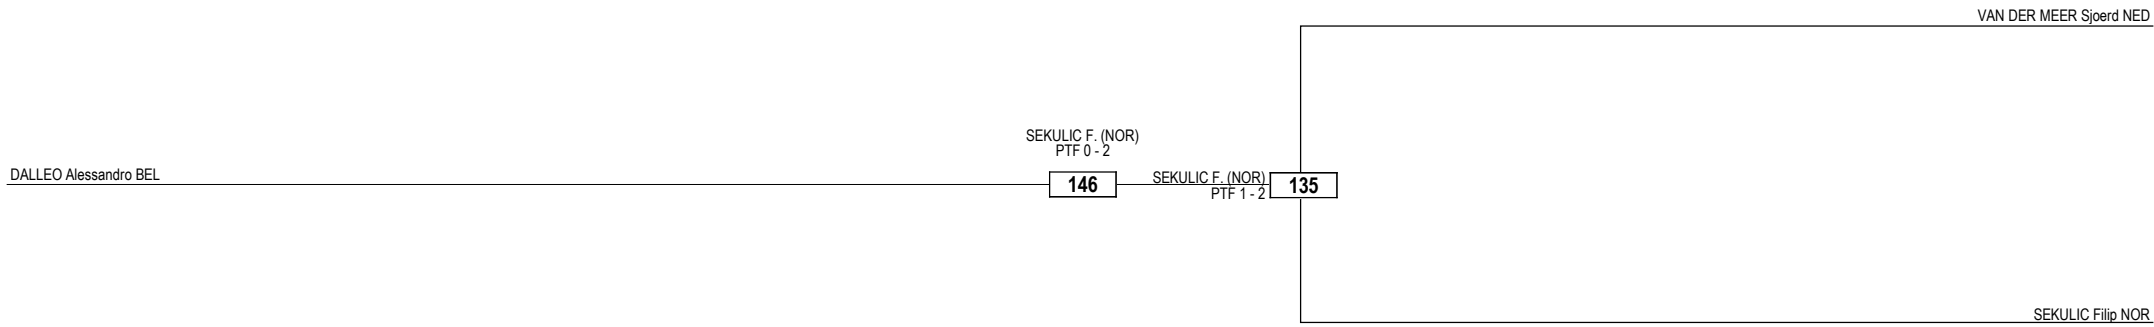 VAN DER MEER Sjoerd NED
SEKULIC F. (NOR)
PTF 0 - 2
DALLEO Alessandro BEL
146
SEKULIC F. (NOR)
PTF 1 - 2
135
SEKULIC Filip NOR